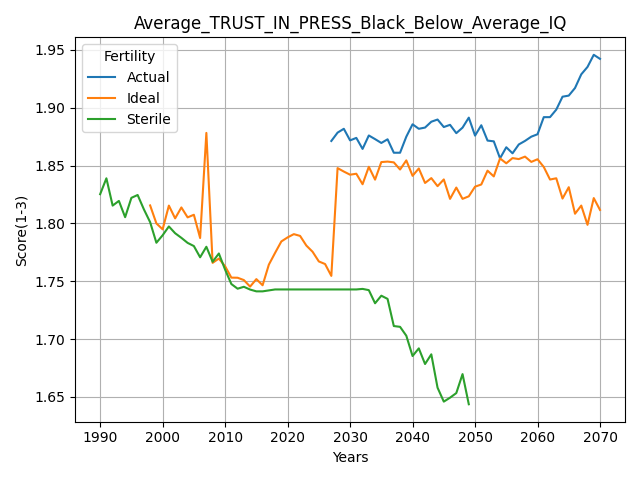 Average_TRUST_IN_PRESS_Black_Below_Average_IQ
Score(1-3)
1.95
1.90
1.85
1.80
1.75
1.70
1.65
Fertility
Actual
Ideal
Sterile
1990 2000 2010 2020 2030 2040 2050 2060 2070
Years